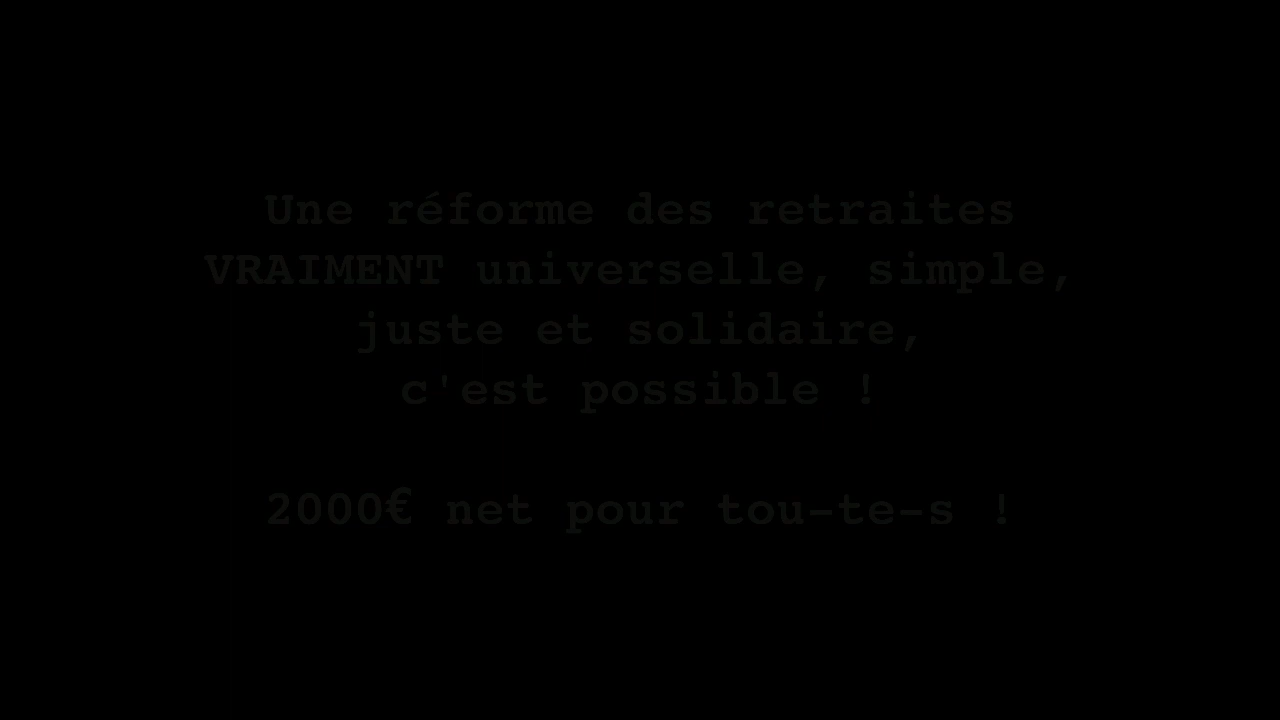 Une réforme des retraites
VRAIMENT universelle, simple,
juste et solidaire,
c'est possible !
2000€ net pour tou-te-s !